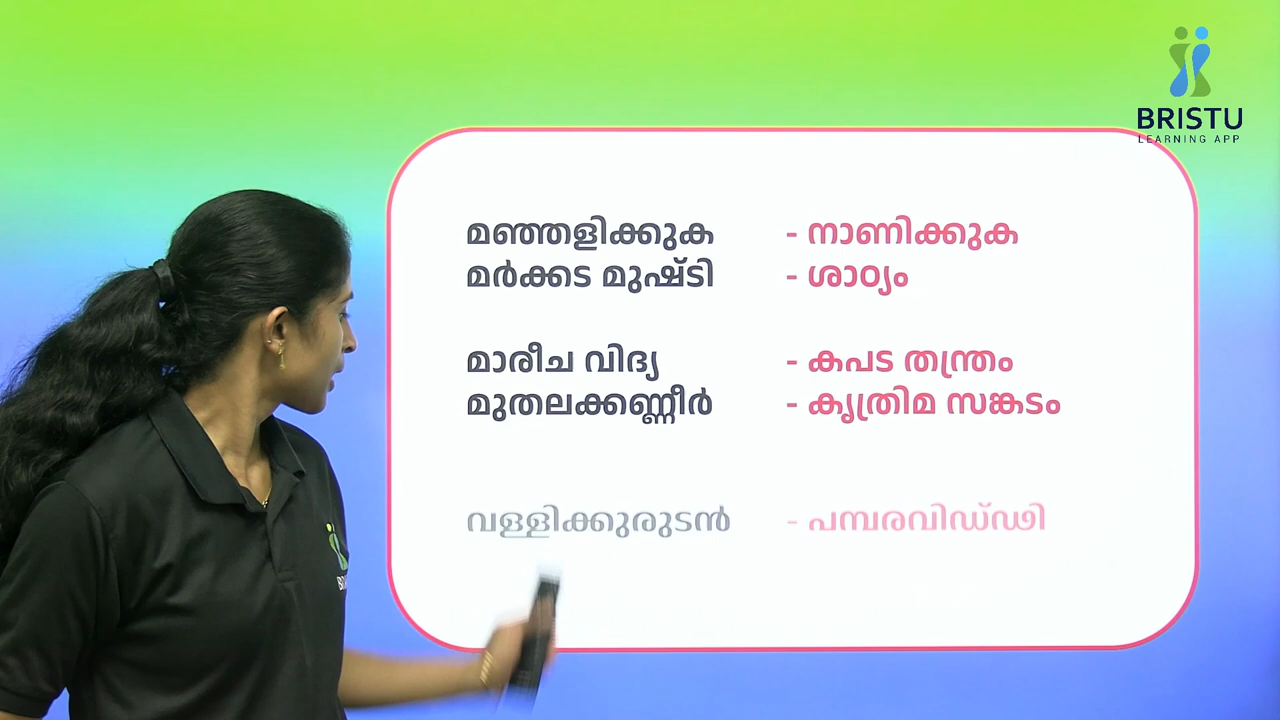 BRISTU
LEARNING APP
മഞ്ഞളിക്കുക - നാണിക്കുക
മർക്കട മുഷ്ടി - ശാഠ്യം
മാരീച വിദ്യ - കപട തന്ത്രം
മുതലക്കണ്ണീർ - കൃത്രിമ സങ്കടം
വള്ളിക്കുരുടൻ - പമ്പരവിഡ്ഢി